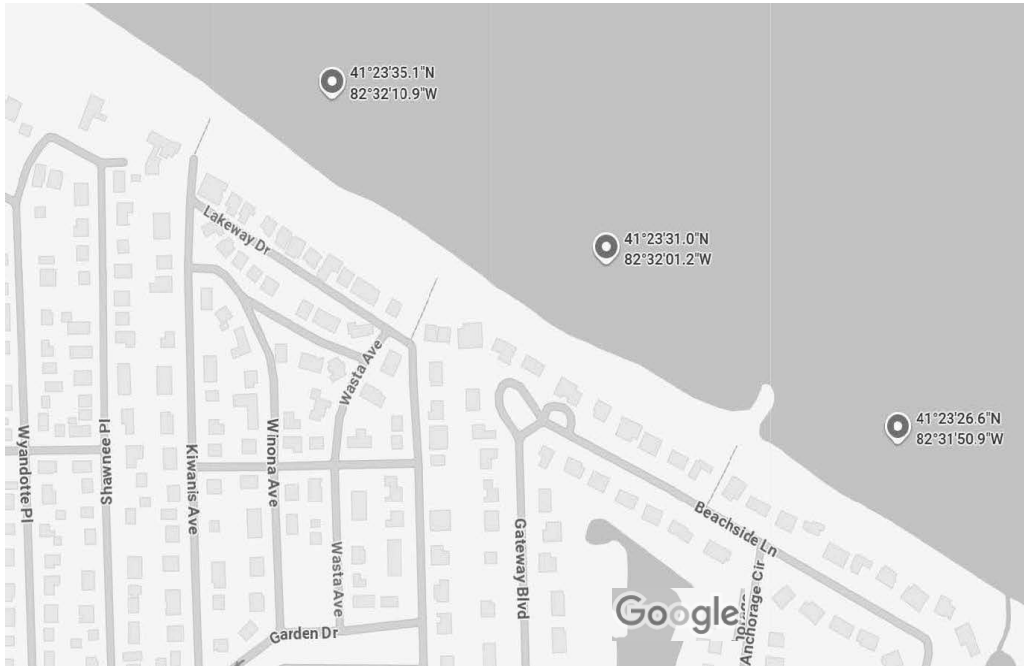 41°23'35.1"N
82°32'10.9"W
41°23'31.0"N
82°32'01.2"W
41°23'26.6"N
82°31'50.9"W
Lakeway Dr
Wasta Ave
Wyandotte Pl
Shawnee Pl
Kiwanis Ave
Winona Ave
Wasta Ave
Gateway Blvd
Beachside Ln
Anchorage Cir
Garden Dr
Google